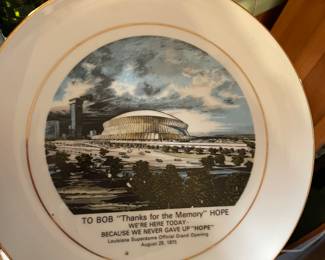 TO BOB "Thanks for the Memory" HOPE
WE'RE HERE TODAY-
BECAUSE WE NEVER GAVE UP "HOPE"
Louisiana Superdome Official Grand Opening
August 28, 1975